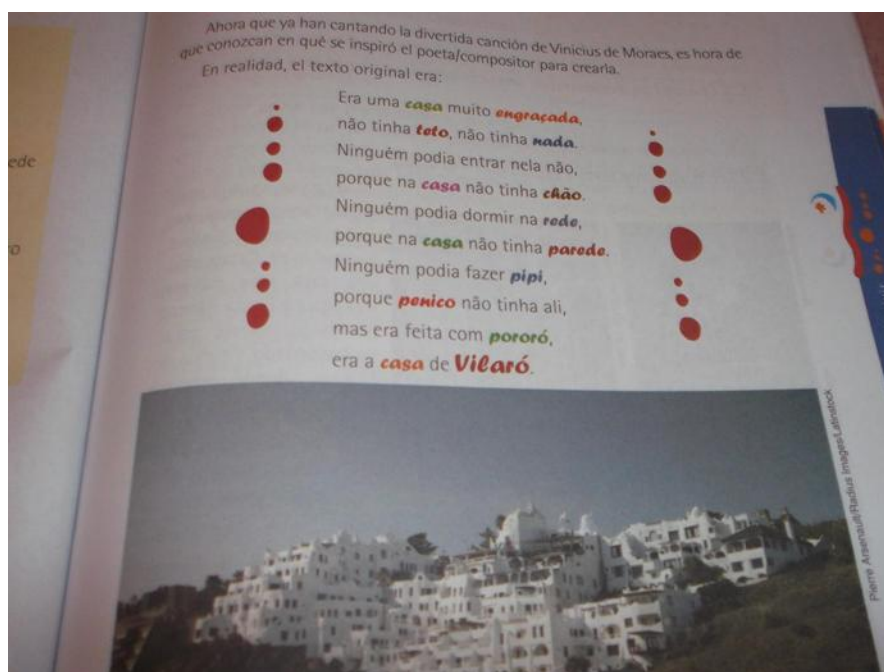 Ahora que ya han cantando la divertida canción de Vinicius de Moraes, es hora de
que conozcan en qué se inspiró el poeta/compositor para crearla.
En realidad, el texto original era:
Era uma casa muito engraçada,
não tinha teto, não tinha nada.
Ninguém podia entrar nela não,
porque na casa não tinha chão.
Ninguém podia dormir na rede,
porque na casa não tinha parede.
Ninguém podia fazer pipi,
porque penico não tinha ali,
mas era feita com pororó,
era a casa de Vilaró.
ede
Pierre Arsenault/Radius Images/Latinstock